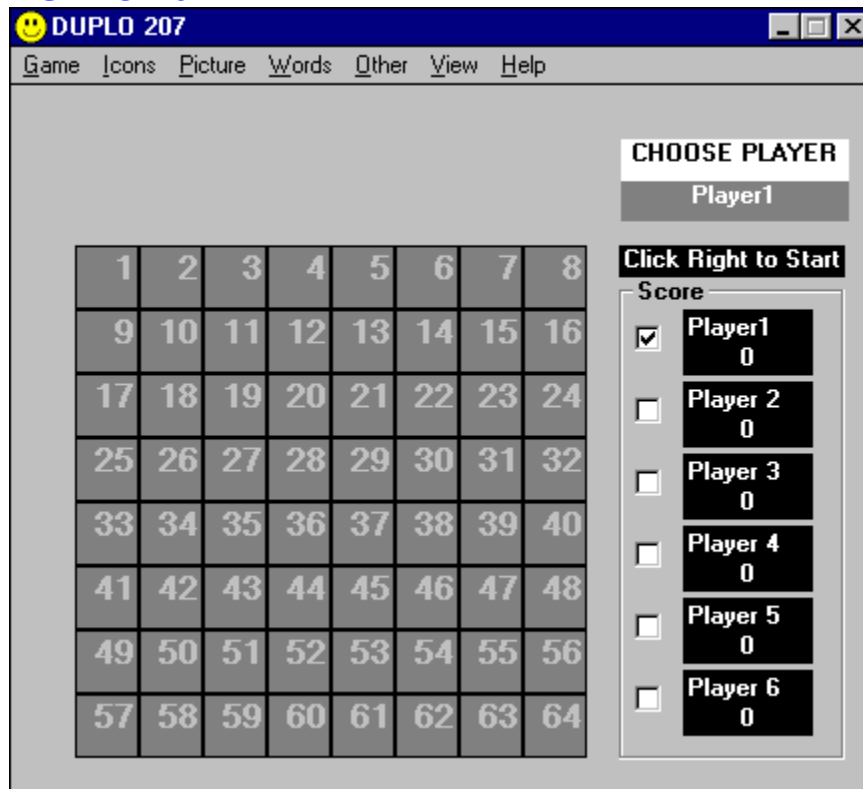 DUPLO 207
Game Icons Picture Words Other View Help
CHOOSE PLAYER
Player1
Click Right to Start
1 2 3 4 5 6 7 8
9 10 11 12 13 14 15 16
17 18 19 20 21 22 23 24
25 26 27 28 29 30 31 32
33 34 35 36 37 38 39 40
41 42 43 44 45 46 47 48
49 50 51 52 53 54 55 56
57 58 59 60 61 62 63 64
Score
Player1
0
Player 2
0
Player 3
0
Player 4
0
Player 5
0
Player 6
0